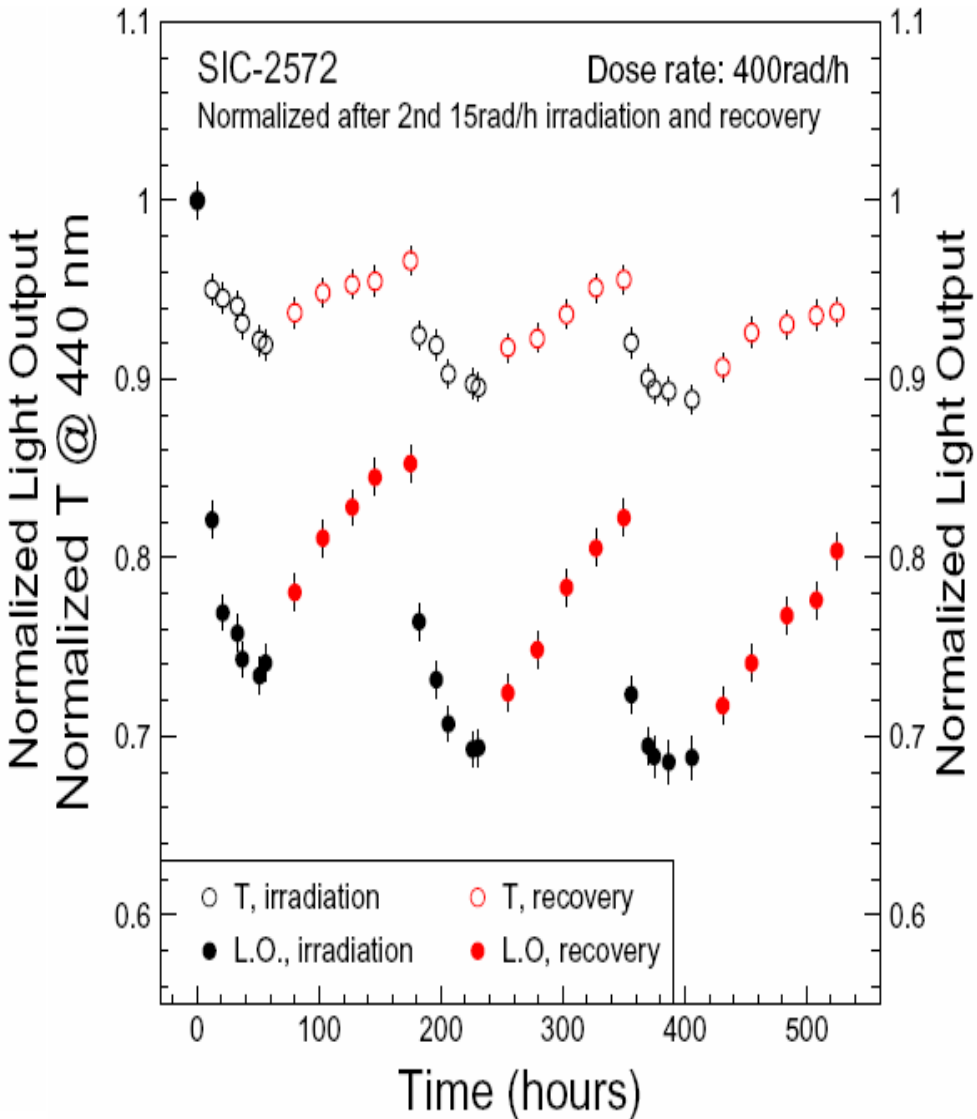 SIC-2572 Dose rate: 400rad/h
Normalized after 2nd 15rad/h irradiation and recovery
Normalized Light Output
Normalized T @ 440 nm
1.1
1
0.9
0.8
0.7
0.6
1.1
1
0.9
0.8
0.7
0.6
Normalized Light Output
T, irradiation T, recovery
L.O., irradiation L.O, recovery
0 100 200 300 400 500
Time (hours)